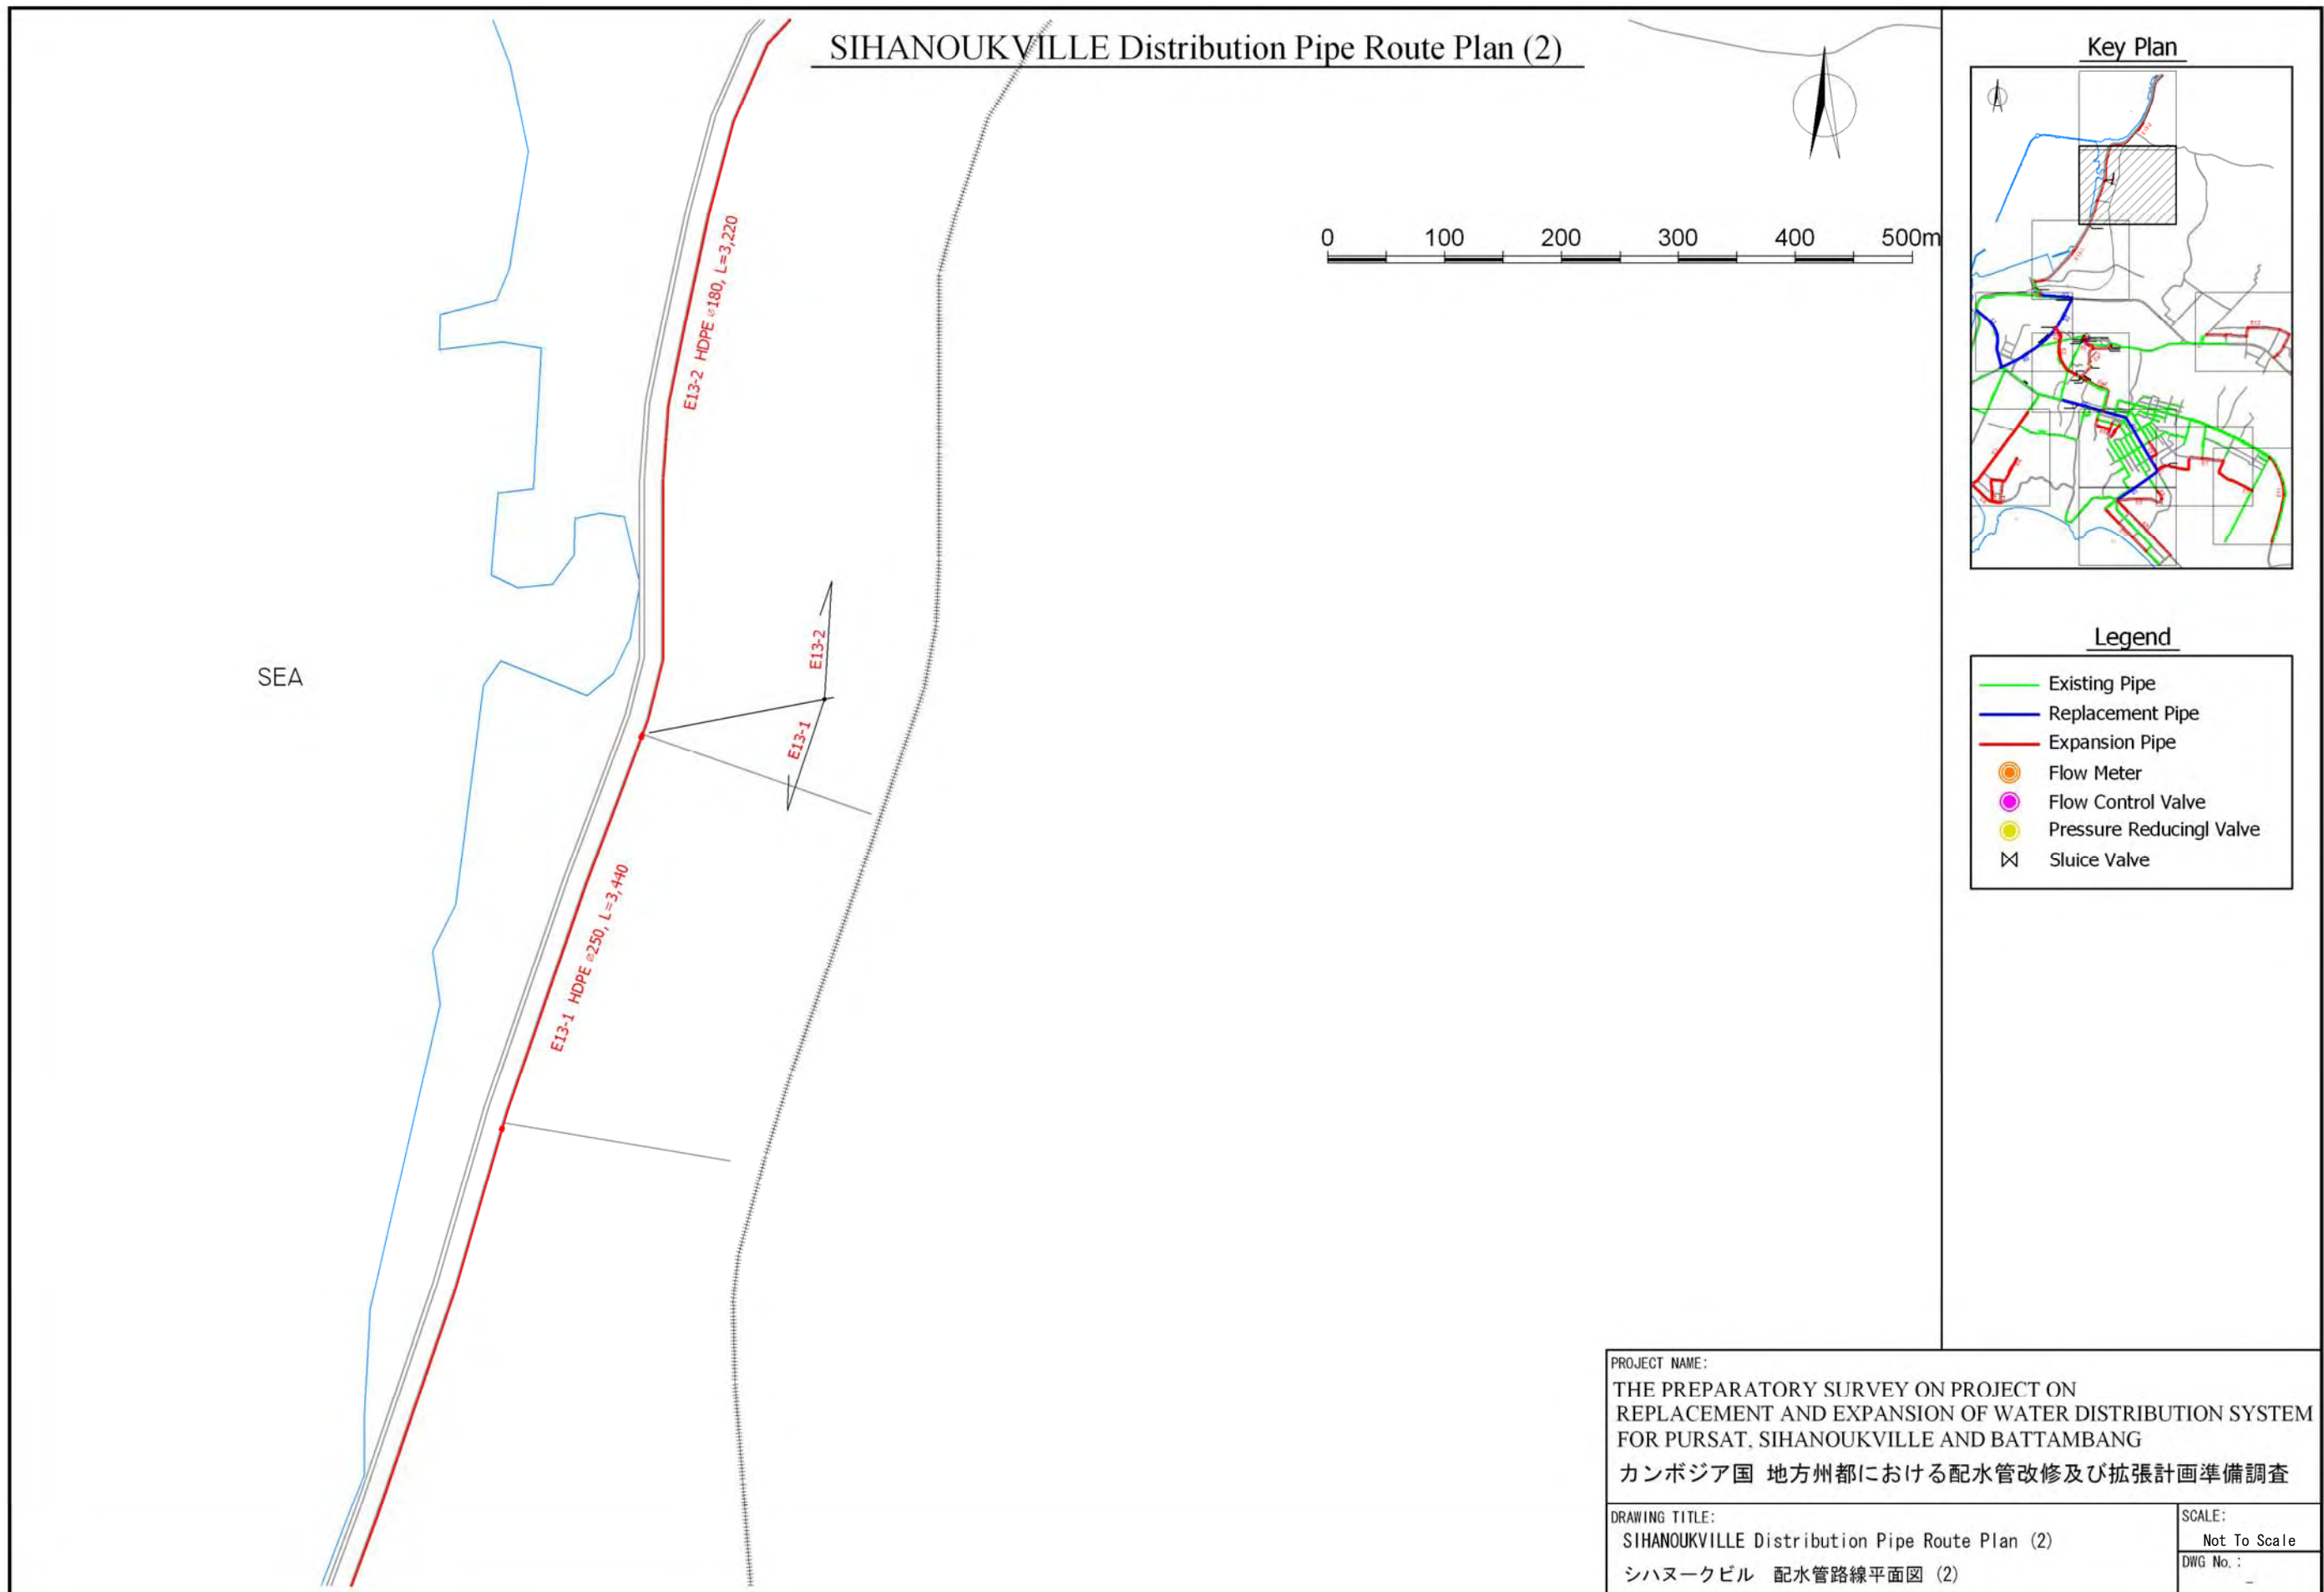 SIHANOUKVILLE Distribution Pipe Route Plan (2)
0 100 200 300 400 500m
E13-2 HDPE ⌀180, L=3,220
E13-2
E13-1
SEA
E13-1 HDPE ⌀250, L=3,440
Key Plan
Legend
Existing Pipe
Replacement Pipe
Expansion Pipe
Flow Meter
Flow Control Valve
Pressure Reducingl Valve
Sluice Valve
PROJECT NAME:
THE PREPARATORY SURVEY ON PROJECT ON
REPLACEMENT AND EXPANSION OF WATER DISTRIBUTION SYSTEM
FOR PURSAT, SIHANOUKVILLE AND BATTAMBANG
カンボジア国 地方州都における配水管改修及び拡張計画準備調査
DRAWING TITLE:
SIHANOUKVILLE Distribution Pipe Route Plan (2)
シハヌークビル 配水管路線平面図 (2)
SCALE:
Not To Scale
DWG No.:
–